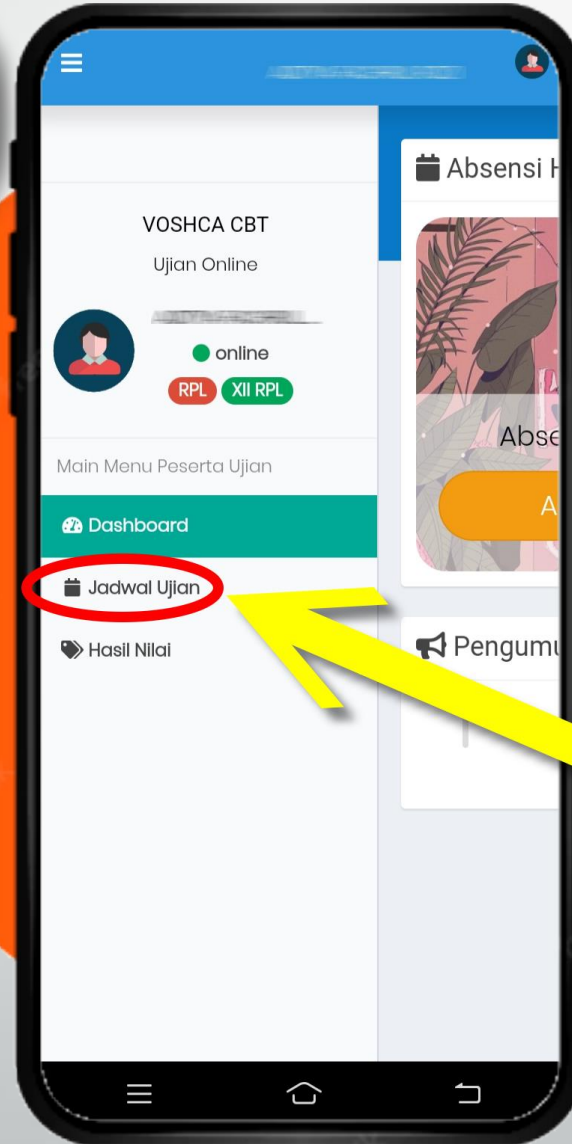 VOSHCA CBT
Ujian Online
online
RPL XII RPL
Main Menu Peserta Ujian
Dashboard
Jadwal Ujian
Hasil Nilai
Absensi H
Abse
A
Pengumu